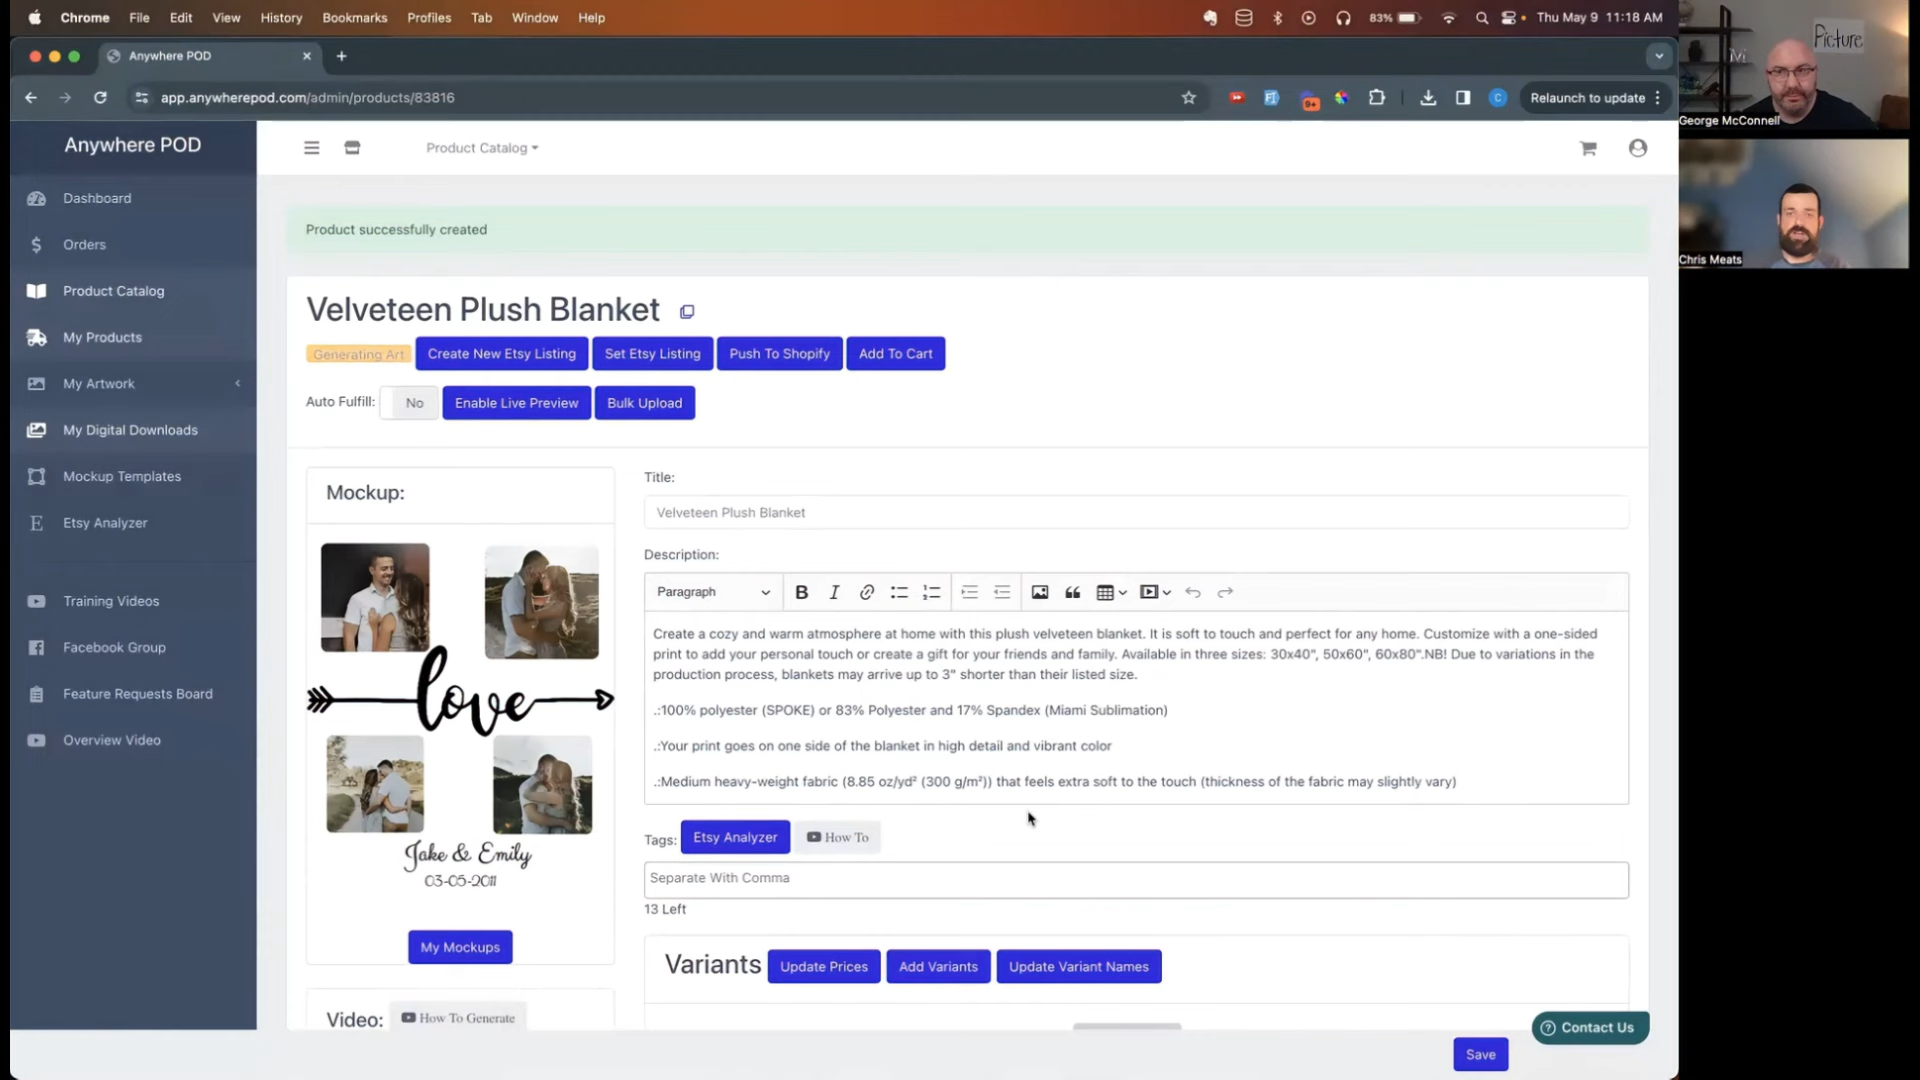 Chrome File Edit View History Bookmarks Profiles Tab Window Help 83% Thu May 9 11:18 AM
Anywhere POD
app.anywherepod.com/admin/products/83816 9+ C Relaunch to update
Picture
George McConnell
Chris Meats
Anywhere POD
Dashboard
Orders
Product Catalog
My Products
My Artwork
My Digital Downloads
Mockup Templates
E Etsy Analyzer
Training Videos
Facebook Group
Feature Requests Board
Overview Video
Product Catalog
Product successfully created
Velveteen Plush Blanket
Generating Art Create New Etsy Listing Set Etsy Listing Push To Shopify Add To Cart
Auto Fulfill: No Enable Live Preview Bulk Upload
Mockup:
love
Jake & Emily
03-05-2011
My Mockups
Video: How To Generate
Title:
Velveteen Plush Blanket
Description:
Paragraph
Create a cozy and warm atmosphere at home with this plush velveteen blanket. It is soft to touch and perfect for any home. Customize with a one-sided
print to add your personal touch or create a gift for your friends and family. Available in three sizes: 30x40", 50x60", 60x80".NB! Due to variations in the
production process, blankets may arrive up to 3" shorter than their listed size.
.:100% polyester (SPOKE) or 83% Polyester and 17% Spandex (Miami Sublimation)
.:Your print goes on one side of the blanket in high detail and vibrant color
.:Medium heavy-weight fabric (8.85 oz/yd² (300 g/m²)) that feels extra soft to the touch (thickness of the fabric may slightly vary)
Tags: Etsy Analyzer How To
Separate With Comma
13 Left
Variants Update Prices Add Variants Update Variant Names
Contact Us
Save